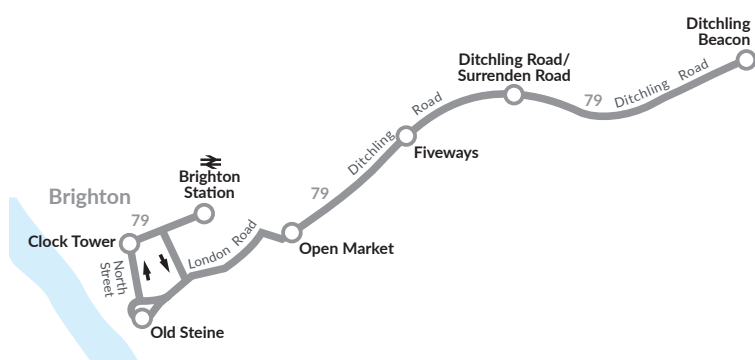 Ditchling
Beacon
Ditchling Road/
Surrenden Road
79
Ditchling Road
Road
Ditchling
Fiveways
Brighton
Station
79
Brighton
79
Clock Tower
London Road
Open Market
North
Street
Old Steine